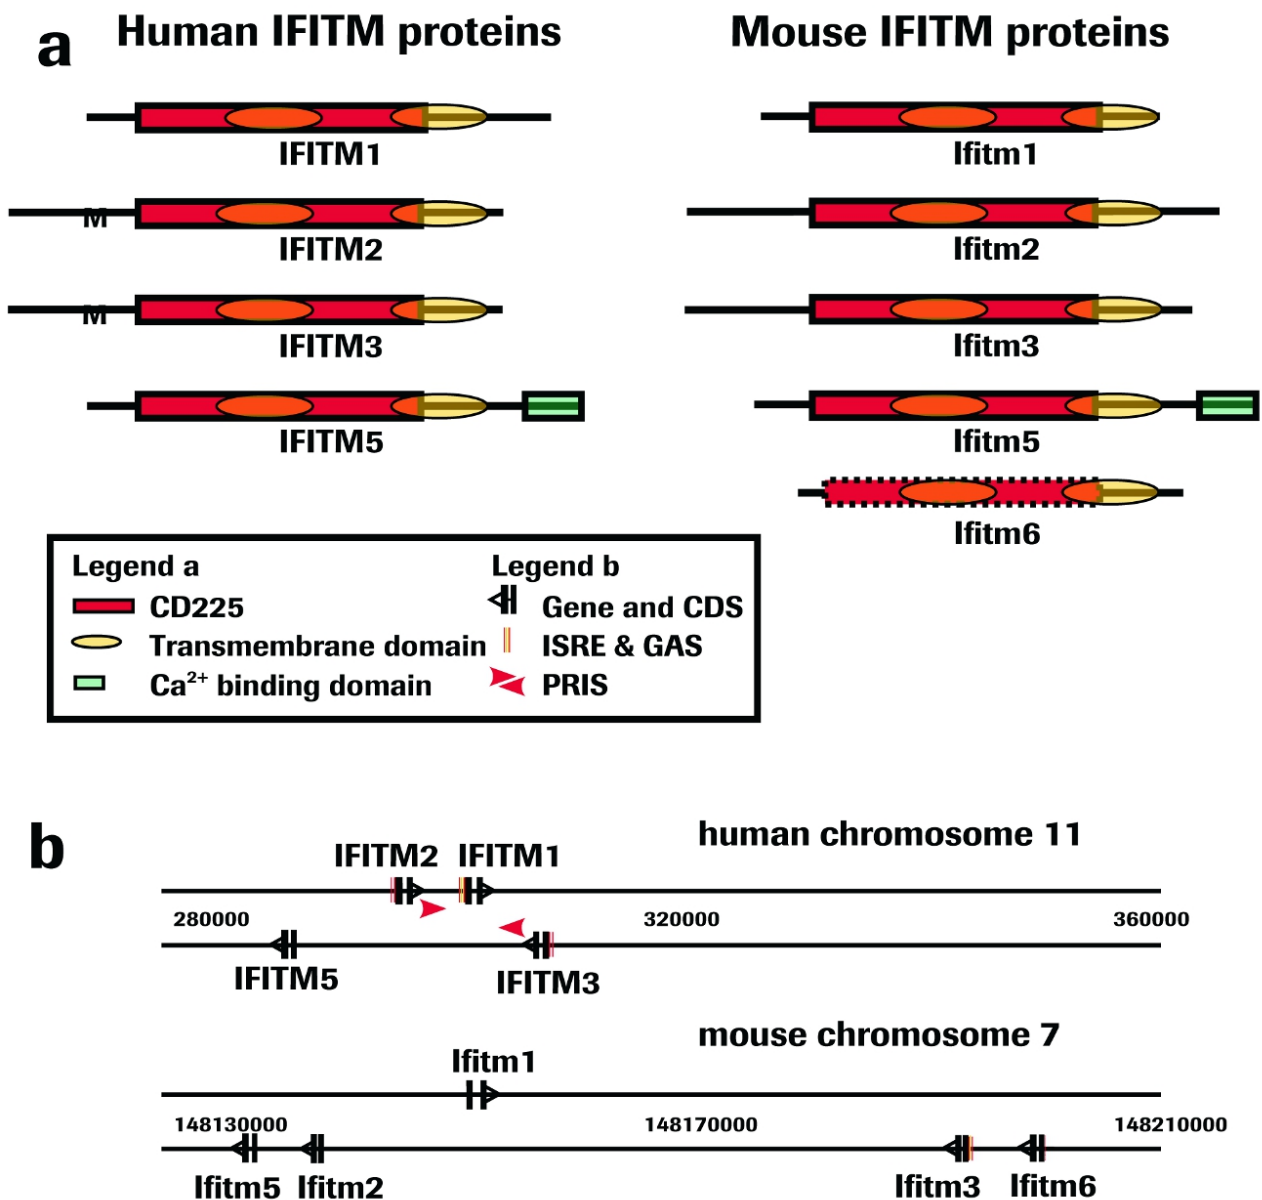 a
Human IFITM proteins
Mouse IFITM proteins
IFITM1
Ifitm1
M
IFITM2
Ifitm2
M
IFITM3
Ifitm3
IFITM5
Ifitm5
Ifitm6
Legend a
CD225
Transmembrane domain
Ca2+ binding domain
Legend b
Gene and CDS
ISRE & GAS
PRIS
b
human chromosome 11
IFITM2 IFITM1
280000 320000 360000
IFITM5 IFITM3
mouse chromosome 7
Ifitm1
148130000 148170000 148210000
Ifitm5 Ifitm2 Ifitm3 Ifitm6